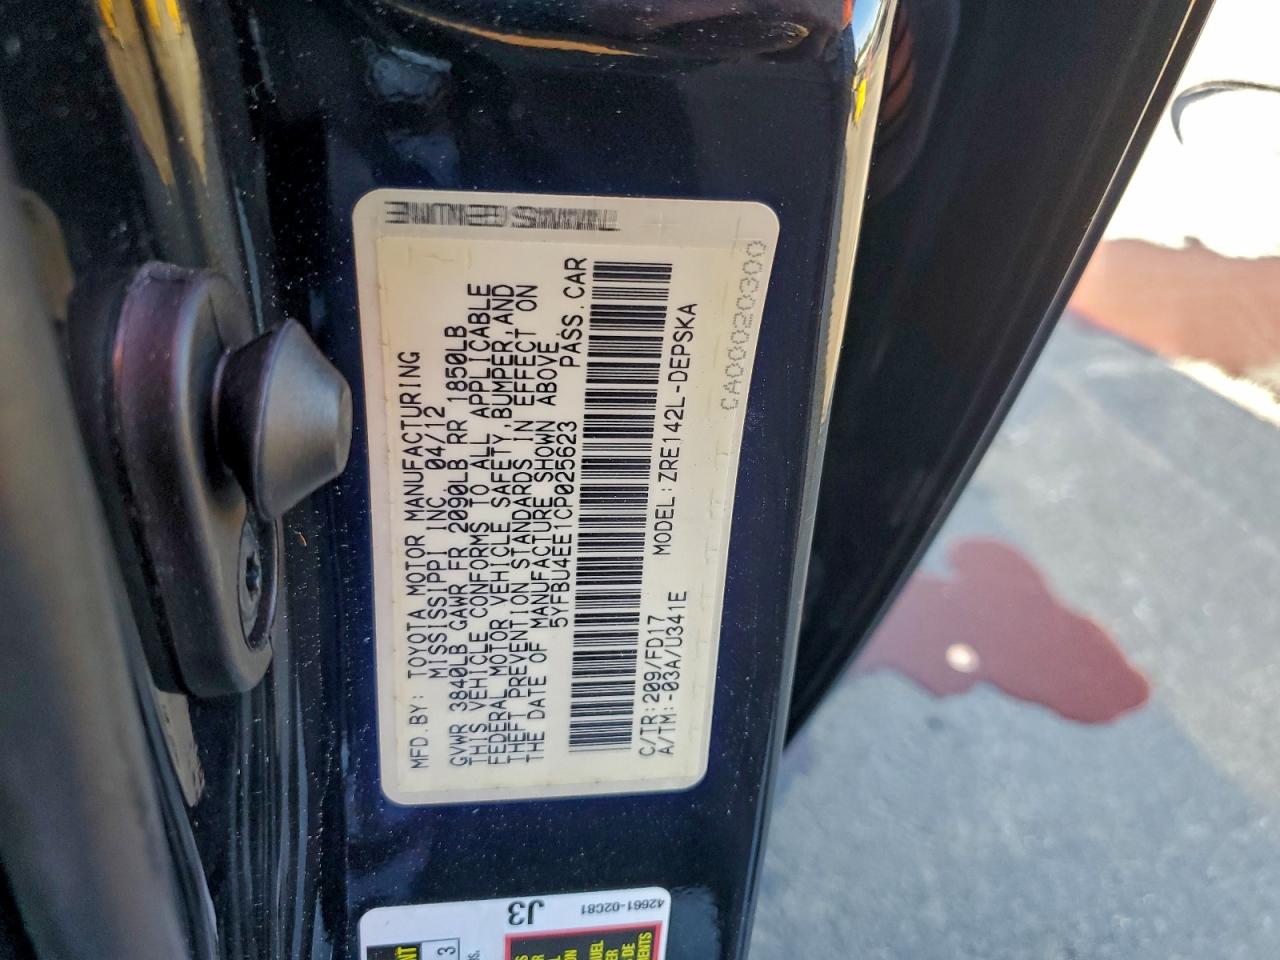 MFD.BY: TOYOTA MOTOR MANUFACTURING
MISSISSIPPI INC. 04/12
GVWR 3840LB GAWR FR 2090LB RR 1850LB
THIS VEHICLE CONFORMS TO ALL APPLICABLE
FEDERAL MOTOR VEHICLE SAFETY,BUMPER,AND
THEFT PREVENTION STANDARDS IN EFFECT ON
THE DATE OF MANUFACTURE SHOWN ABOVE.
5YFBU4EE1CP025623 PASS.CAR
C/TR:209/FD17 MODEL:ZRE142L-DEPSKA
A/TM:-03A/U341E
CA00020300
42661-02C81
J3
3